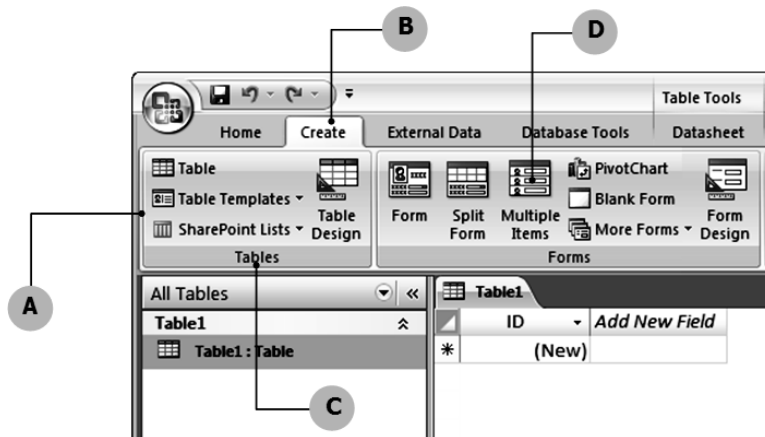 B
D
Table Tools
Home Create External Data Database Tools Datasheet
Table
Table Templates
SharePoint Lists
Table Design
Form
Split Form
Multiple Items
PivotChart
Blank Form
More Forms
Form Design
Tables
Forms
A
All Tables «
Table1
Table1 : Table
Table1
ID Add New Field
* (New)
C